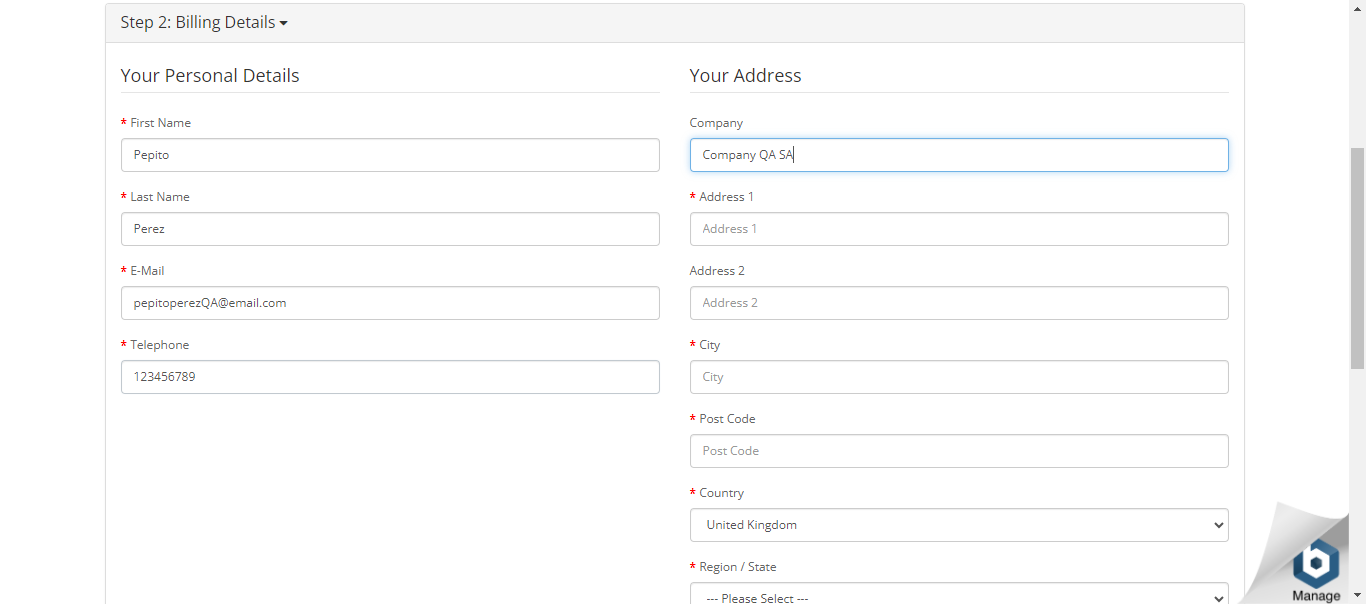 Step 2: Billing Details
Your Personal Details
* First Name
Pepito
* Last Name
Perez
* E-Mail
pepitoperezQA@email.com
* Telephone
123456789
Your Address
Company
Company QA SA
* Address 1
Address 1
Address 2
Address 2
* City
City
* Post Code
Post Code
* Country
United Kingdom
* Region / State
--- Please Select ---
b
Manage